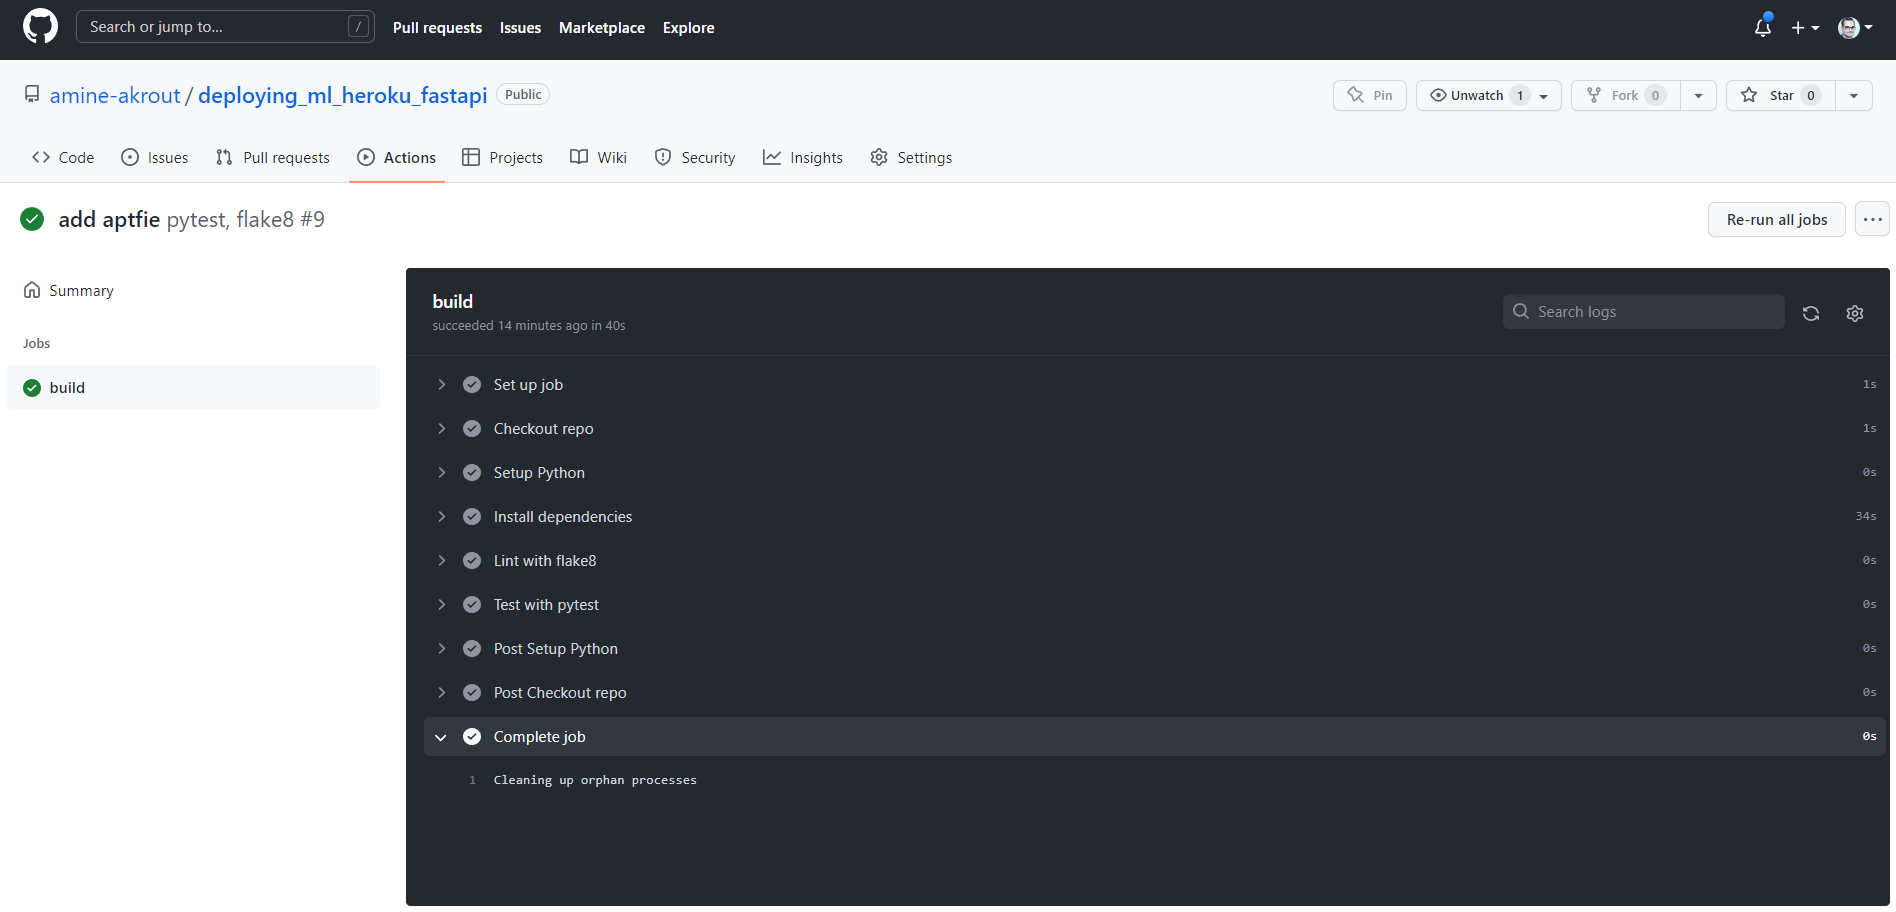 Search or jump to... /
Pull requests Issues Marketplace Explore
amine-akrout / deploying_ml_heroku_fastapi Public
Pin Unwatch 1 Fork 0 Star 0
Code Issues Pull requests Actions Projects Wiki Security Insights Settings
add aptfie pytest, flake8 #9
Re-run all jobs ...
Summary
Jobs
build
build
succeeded 14 minutes ago in 40s
Search logs
Set up job 1s
Checkout repo 1s
Setup Python 0s
Install dependencies 34s
Lint with flake8 0s
Test with pytest 0s
Post Setup Python 0s
Post Checkout repo 0s
Complete job 0s
1 Cleaning up orphan processes